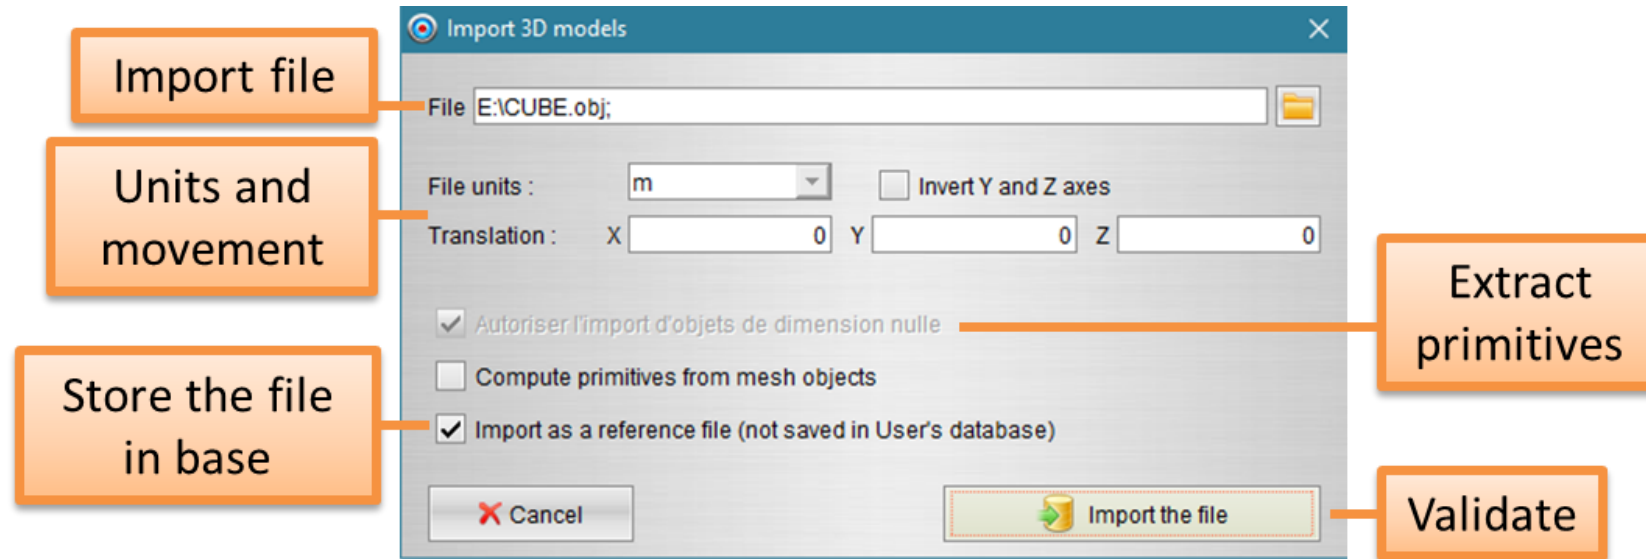 Import 3D models
Import file
File E:\CUBE.obj;
Units and
movement
File units : m Invert Y and Z axes
Translation : X 0 Y 0 Z 0
Extract
primitives
Autoriser l'import d'objets de dimension nulle
Compute primitives from mesh objects
Store the file
in base
Import as a reference file (not saved in User's database)
Cancel
Import the file
Validate